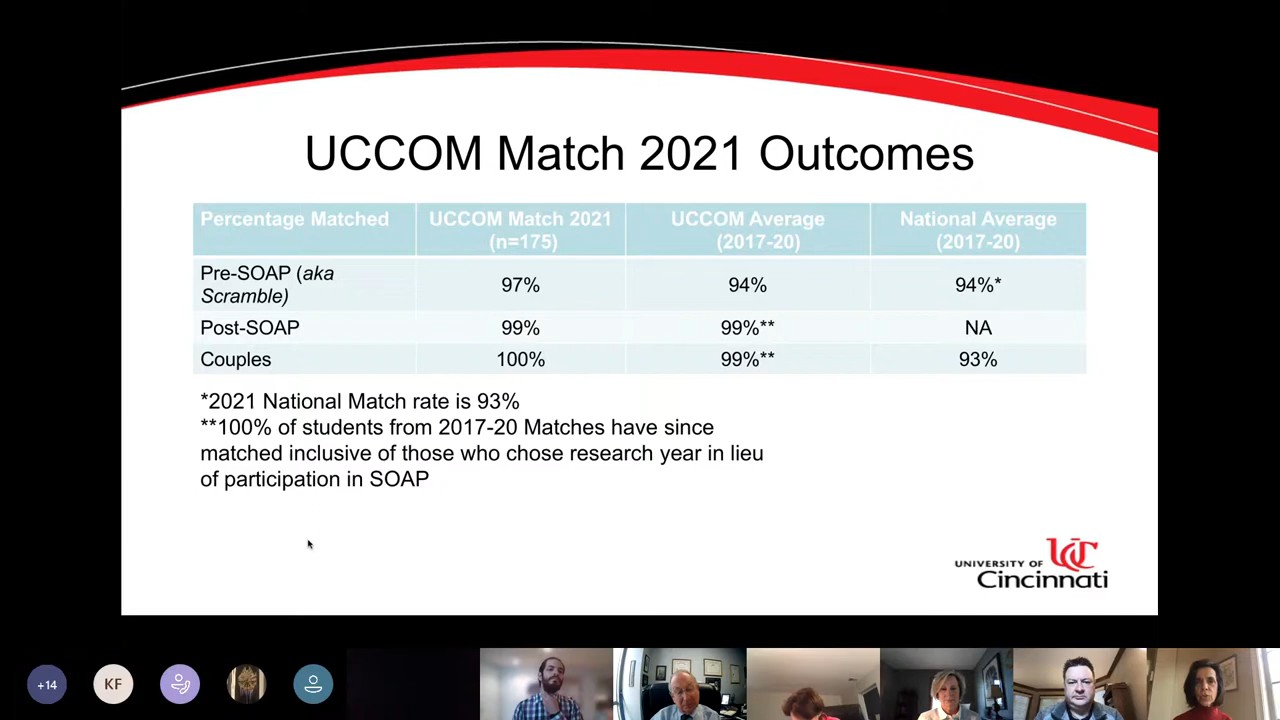 UCCOM Match 2021 Outcomes
Percentage Matched
UCCOM Match 2021
(n=175)
UCCOM Average
(2017-20)
National Average
(2017-20)
Pre-SOAP (aka
Scramble)
97%
94%
94%*
Post-SOAP
99%
99%**
NA
Couples
100%
99%**
93%
*2021 National Match rate is 93%
**100% of students from 2017-20 Matches have since
matched inclusive of those who chose research year in lieu
of participation in SOAP
UC
UNIVERSITY OF
Cincinnati
+14
KF